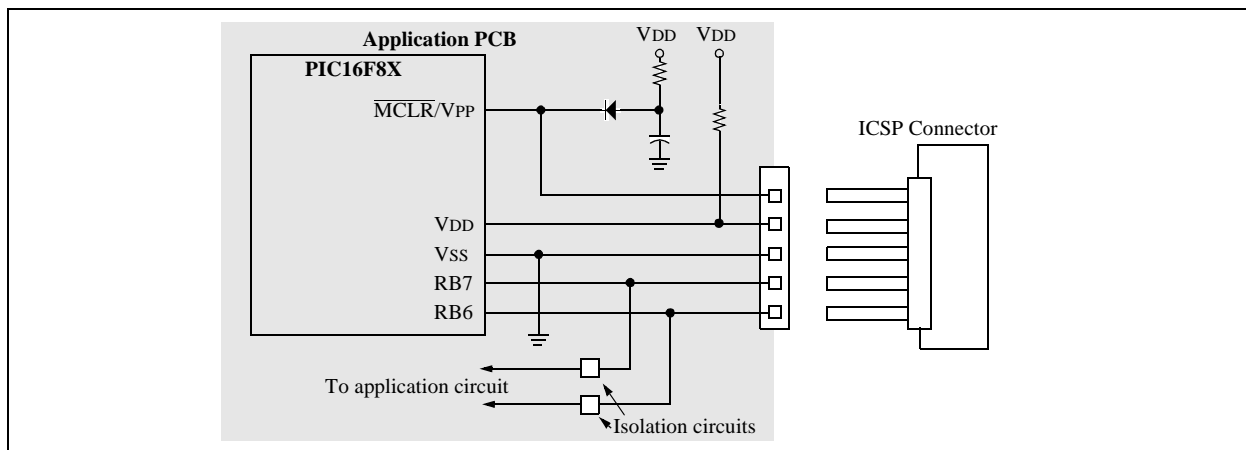 Application PCB
VDD VDD
PIC16F8X
MCLR/VPP
ICSP Connector
VDD
VSS
RB7
RB6
To application circuit
Isolation circuits